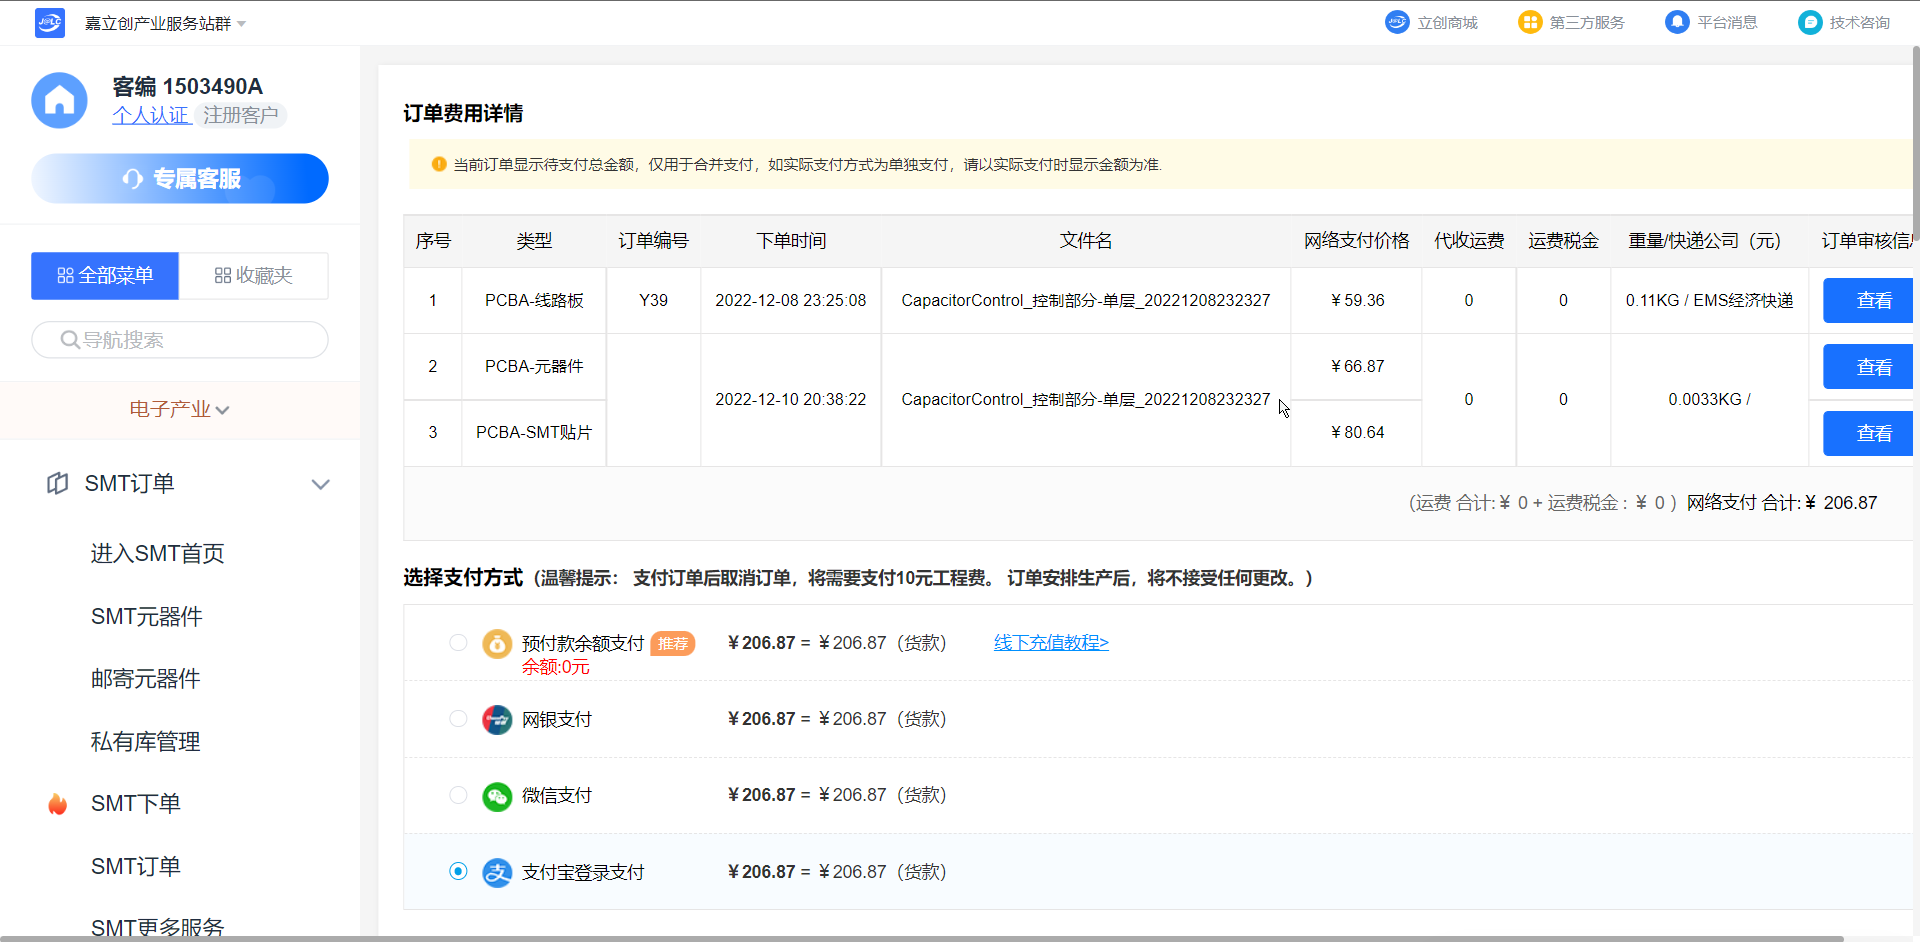 嘉立创产业服务站群
立创商城
第三方服务
平台消息
技术咨询
客编 1503490A
个人认证 注册客户
专属客服
全部菜单
收藏夹
导航搜索
电子产业
SMT订单
进入SMT首页
SMT元器件
邮寄元器件
私有库管理
SMT下单
SMT订单
SMT更多服务
订单费用详情
当前订单显示待支付总金额，仅用于合并支付，如实际支付方式为单独支付，请以实际支付时显示金额为准.
序号 类型 订单编号 下单时间 文件名 网络支付价格 代收运费 运费税金 重量/快递公司（元） 订单审核信
1 PCBA-线路板 Y39 2022-12-08 23:25:08 CapacitorControl_控制部分-单层_20221208232327 ¥59.36 0 0 0.11KG / EMS经济快递 查看
2 PCBA-元器件 ¥66.87 查看
2022-12-10 20:38:22 CapacitorControl_控制部分-单层_20221208232327 0 0 0.0033KG /
3 PCBA-SMT贴片 ¥80.64 查看
（运费 合计:¥ 0 + 运费税金 : ¥ 0 ）网络支付 合计:¥ 206.87
选择支付方式（温馨提示： 支付订单后取消订单，将需要支付10元工程费。 订单安排生产后，将不接受任何更改。）
预付款余额支付 推荐 ¥206.87 = ¥206.87（货款） 线下充值教程>
余额:0元
网银支付 ¥206.87 = ¥206.87（货款）
微信支付 ¥206.87 = ¥206.87（货款）
支付宝登录支付 ¥206.87 = ¥206.87（货款）